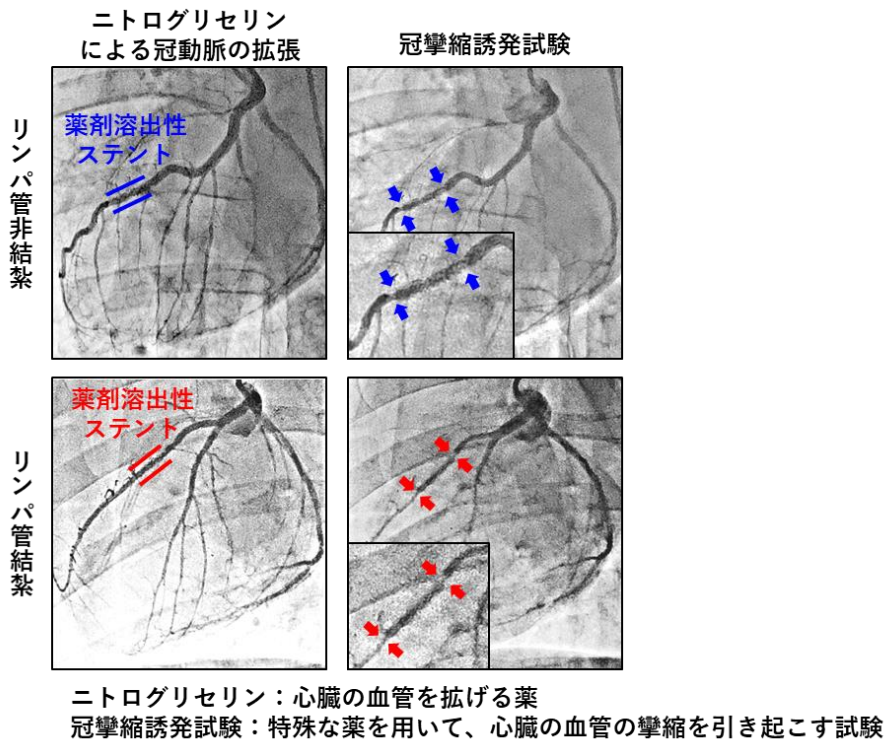 ニトログリセリン
による冠動脈の拡張
冠攣縮誘発試験
リンパ管非結紮
薬剤溶出性
ステント
リンパ管結紮
薬剤溶出性
ステント
ニトログリセリン：心臓の血管を拡げる薬
冠攣縮誘発試験：特殊な薬を用いて、心臓の血管の攣縮を引き起こす試験